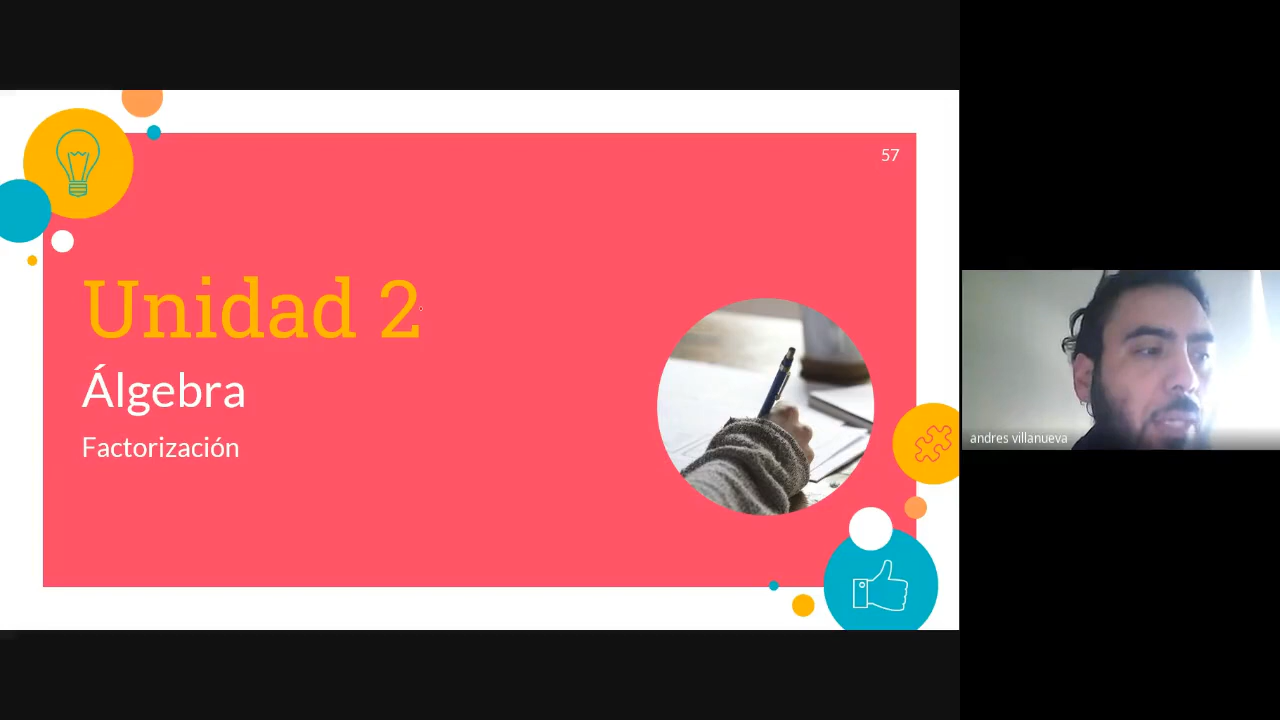 57
Unidad 2
Álgebra
Factorización
andres villanueva